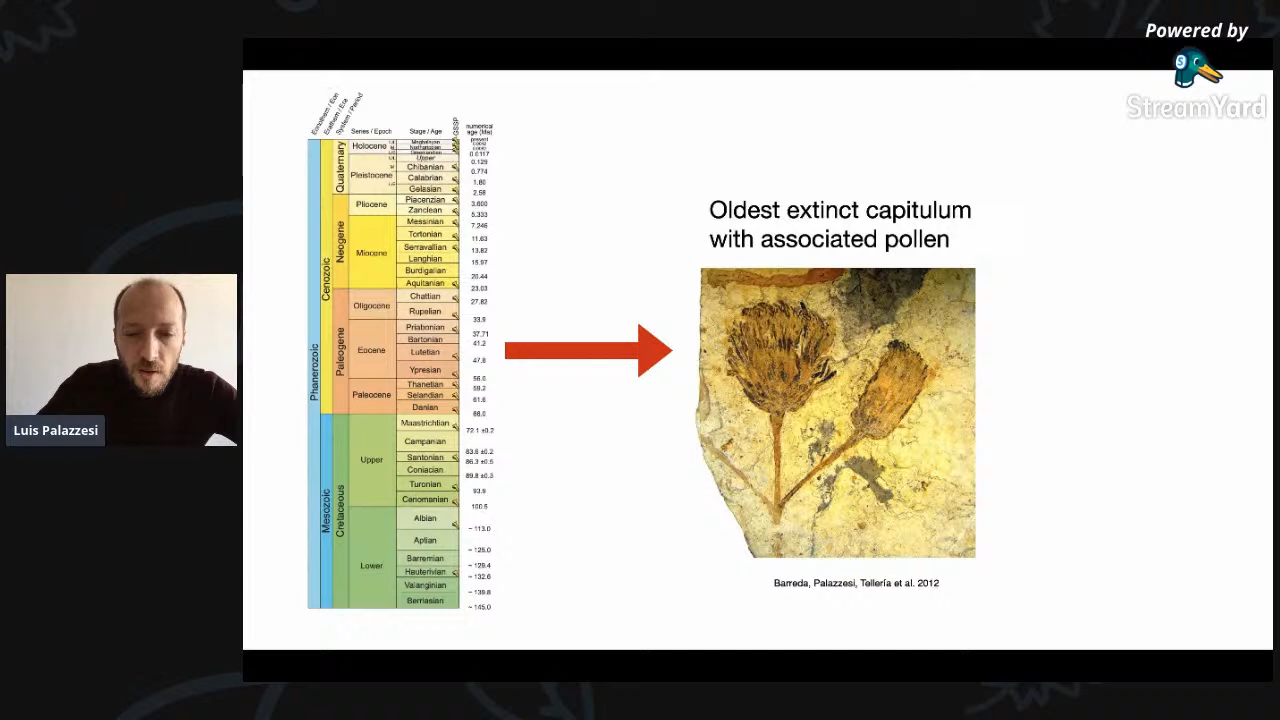 Powered by
StreamYard
Luis Palazzesi
Oldest extinct capitulum
with associated pollen
Barreda, Palazzesi, Tellería et al. 2012
Eonothem / Eon
Erathem / Era
System / Period
Series / Epoch
Stage / Age
GSSP
numerical
age (Ma)
present
Phanerozoic
Cenozoic
Mesozoic
Quaternary
Neogene
Paleogene
Cretaceous
Holocene
Pleistocene
Pliocene
Miocene
Oligocene
Eocene
Paleocene
Upper
Lower
Meghalayan
Northgrippian
Greenlandian
Upper
Chibanian
Calabrian
Gelasian
Piacenzian
Zanclean
Messinian
Tortonian
Serravallian
Langhian
Burdigalian
Aquitanian
Chattian
Rupelian
Priabonian
Bartonian
Lutetian
Ypresian
Thanetian
Selandian
Danian
Maastrichtian
Campanian
Santonian
Coniacian
Turonian
Cenomanian
Albian
Aptian
Barremian
Hauterivian
Valanginian
Berriasian
0.0117
0.129
0.774
1.80
2.58
3.600
5.333
7.246
11.63
13.82
15.97
20.44
23.03
27.82
33.9
37.71
41.2
47.8
56.0
59.2
61.6
66.0
72.1 ±0.2
83.6 ±0.2
86.3 ±0.5
89.8 ±0.3
93.9
100.5
~ 113.0
~ 125.0
~ 129.4
~ 132.6
~ 139.8
~ 145.0